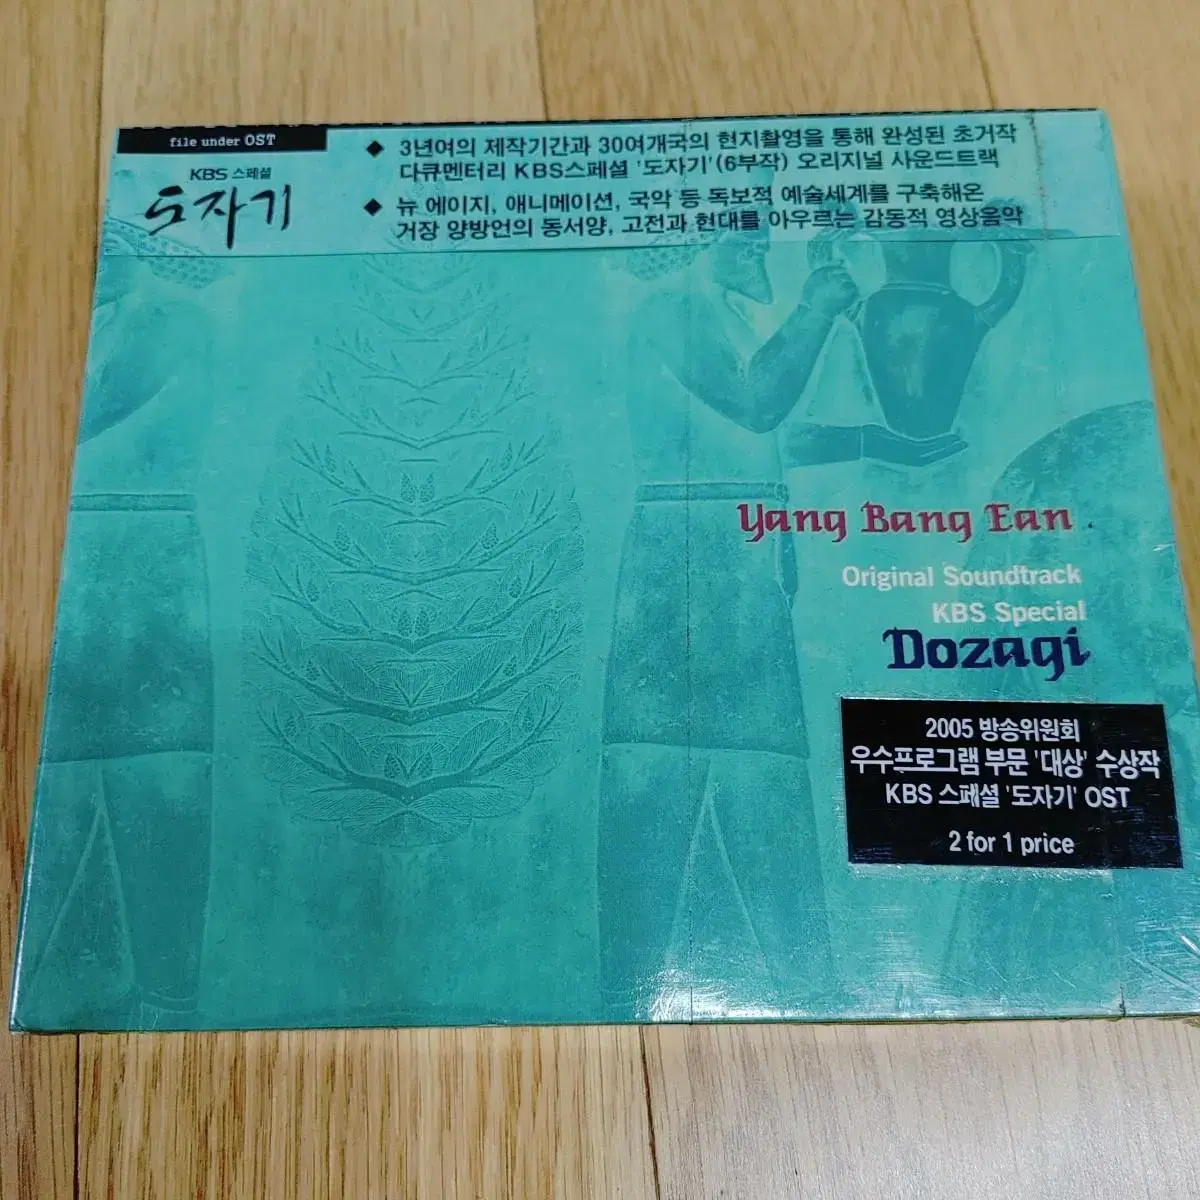 file under OST
KBS 스페셜
도자기
◆ 3년여의 제작기간과 30여개국의 현지촬영을 통해 완성된 초거작
다큐멘터리 KBS스페셜 '도자기'(6부작) 오리지널 사운드트랙
◆ 뉴 에이지, 애니메이션, 국악 등 독보적 예술세계를 구축해온
거장 양방언의 동서양, 고전과 현대를 아우르는 감동적 영상음악
Yang Bang Ean
Original Soundtrack
KBS Special
Dozagi
2005 방송위원회
우수프로그램 부문 '대상' 수상작
KBS 스페셜 '도자기' OST
2 for 1 price